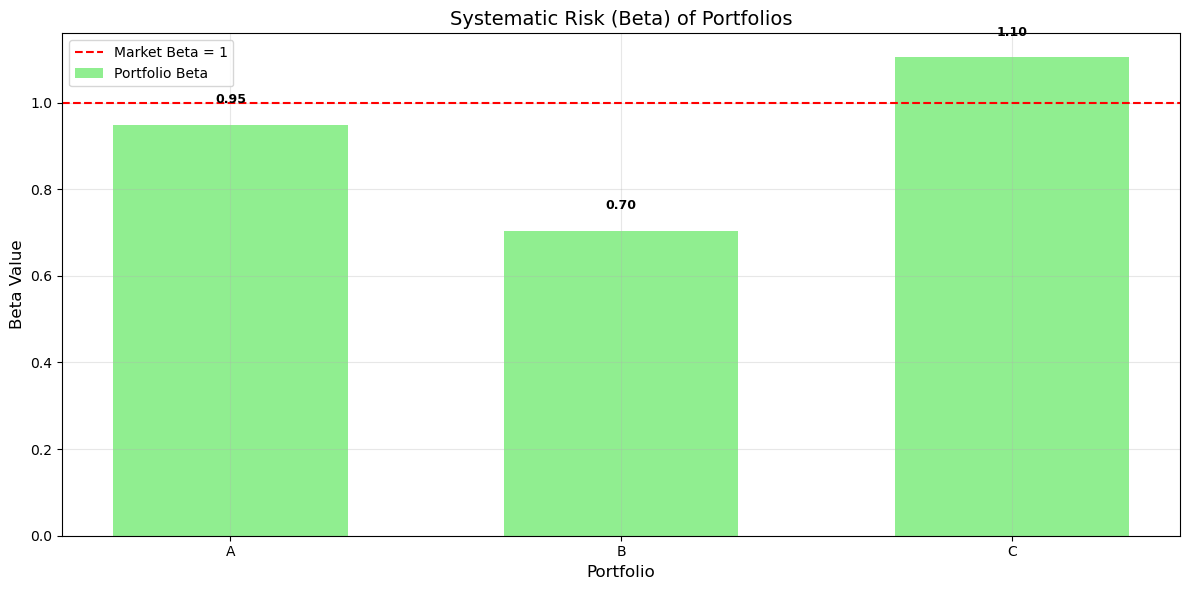 Systematic Risk (Beta) of Portfolios
1.10
Market Beta = 1
Portfolio Beta
0.95
0.70
1.0
0.8
0.6
0.4
0.2
0.0
Beta Value
A
B
C
Portfolio